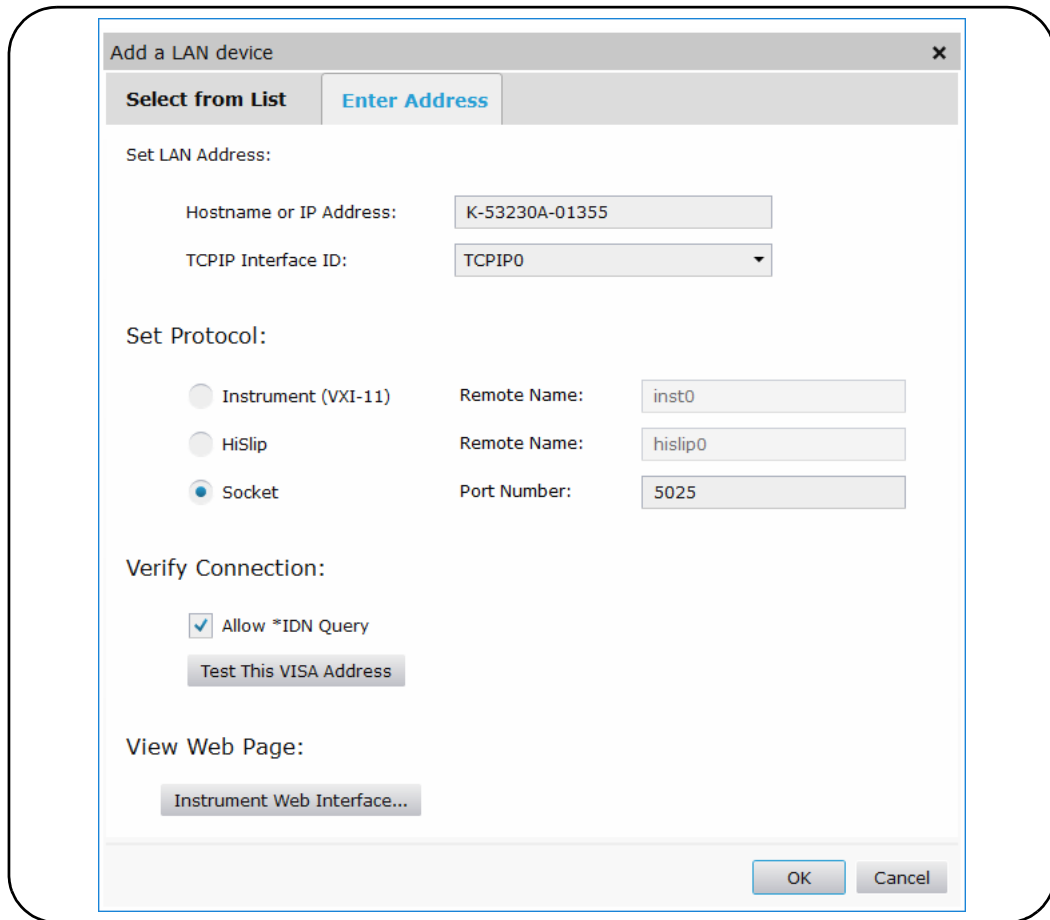 Add a LAN device
Select from List Enter Address
Set LAN Address:
Hostname or IP Address: K-53230A-01355
TCPIP Interface ID: TCPIP0
Set Protocol:
Instrument (VXI-11) Remote Name: inst0
HiSlip Remote Name: hislip0
Socket Port Number: 5025
Verify Connection:
Allow *IDN Query
Test This VISA Address
View Web Page:
Instrument Web Interface...
OK Cancel